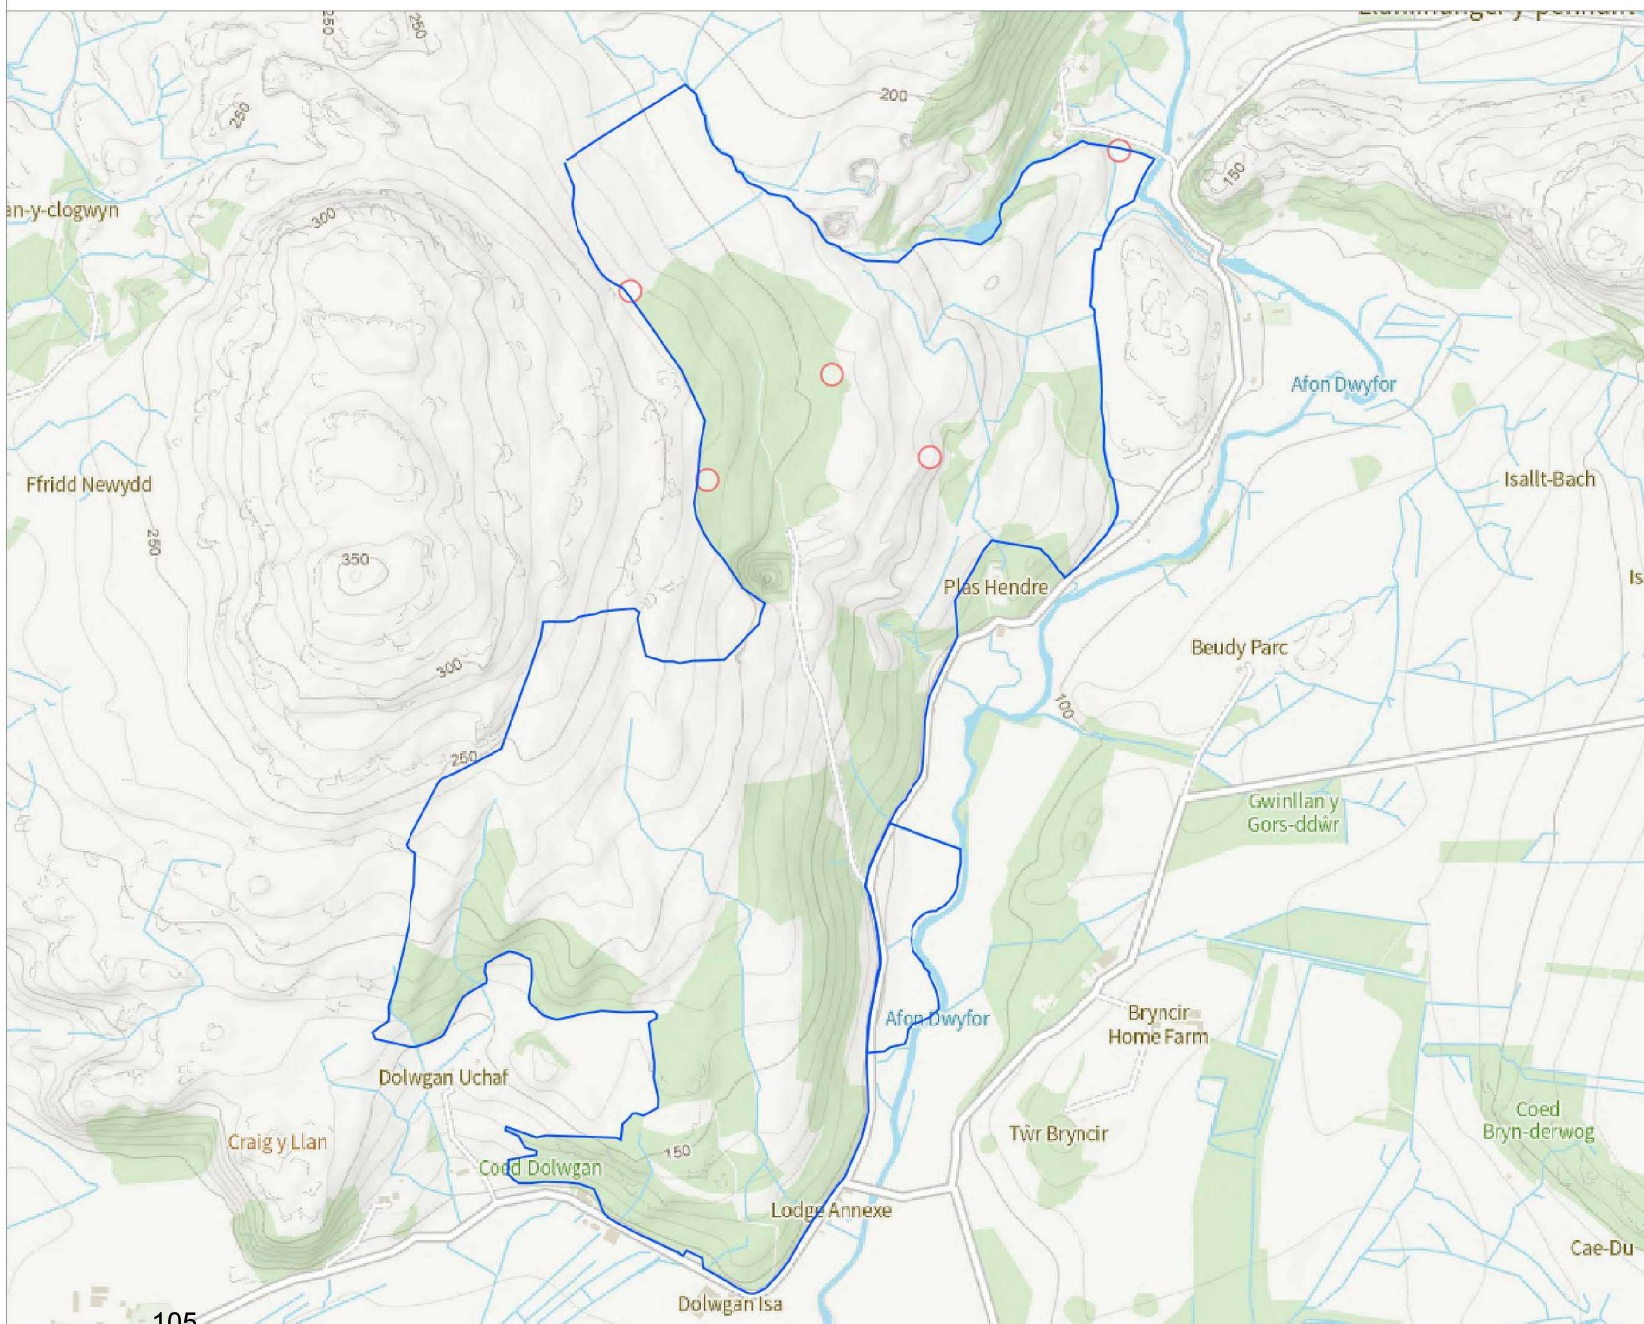 250
250
200
250
150
an-y-clogwyn
300
Afon Dwyfor
Ffridd Newydd
Isallt-Bach
250
350
Plas Hendre
Is
Beudy Parc
300
100
250
Gwinllan y
Gors-ddŵr
Afon Dwyfor
Bryncir
Home Farm
Dolwgan Uchaf
Coed
Bryn-derwog
Craig y Llan
Tŵr Bryncir
150
Coed Dolwgan
Lodge Annexe
Cae-Du
Dolwgan Isa
105